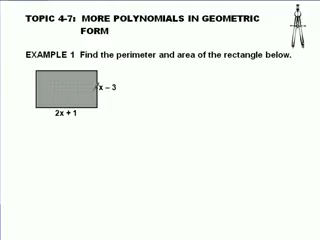 TOPIC 4-7: MORE POLYNOMIALS IN GEOMETRIC
FORM
EXAMPLE 1 Find the perimeter and area of the rectangle below.
x – 3
2x + 1